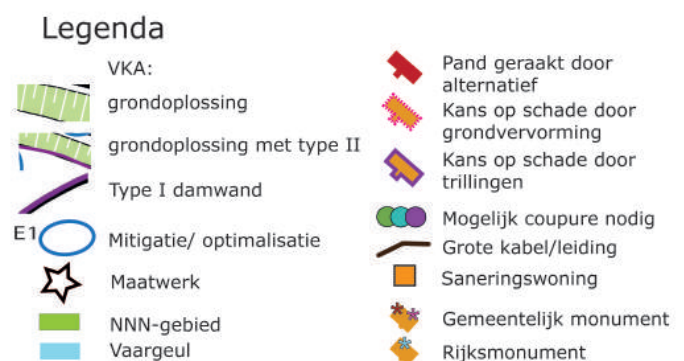 Legenda
VKA:
grondoplossing
grondoplossing met type II
Type I damwand
E1
Mitigatie/ optimalisatie
Maatwerk
NNN-gebied
Vaargeul
Pand geraakt door
alternatief
Kans op schade door
grondvervorming
Kans op schade door
trillingen
Mogelijk coupure nodig
Grote kabel/leiding
Saneringswoning
Gemeentelijk monument
Rijksmonument